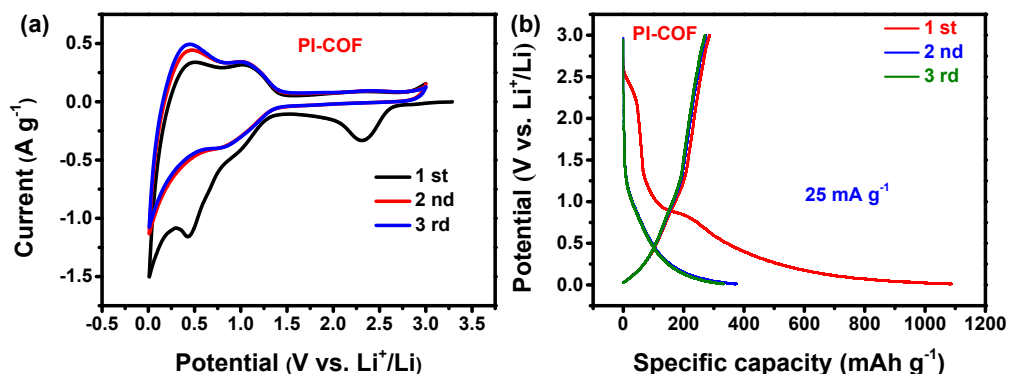 (a)
PI-COF
Current (A g⁻¹)
0.5
0.0
-0.5
-1.0
-1.5
1 st
2 nd
3 rd
-0.5 0.0 0.5 1.0 1.5 2.0 2.5 3.0 3.5
Potential (V vs. Li⁺/Li)
(b)
PI-COF
1 st
2 nd
3 rd
Potential (V vs. Li⁺/Li)
3.0
2.5
2.0
1.5
1.0
0.5
0.0
25 mA g⁻¹
0 200 400 600 800 1000 1200
Specific capacity (mAh g⁻¹)